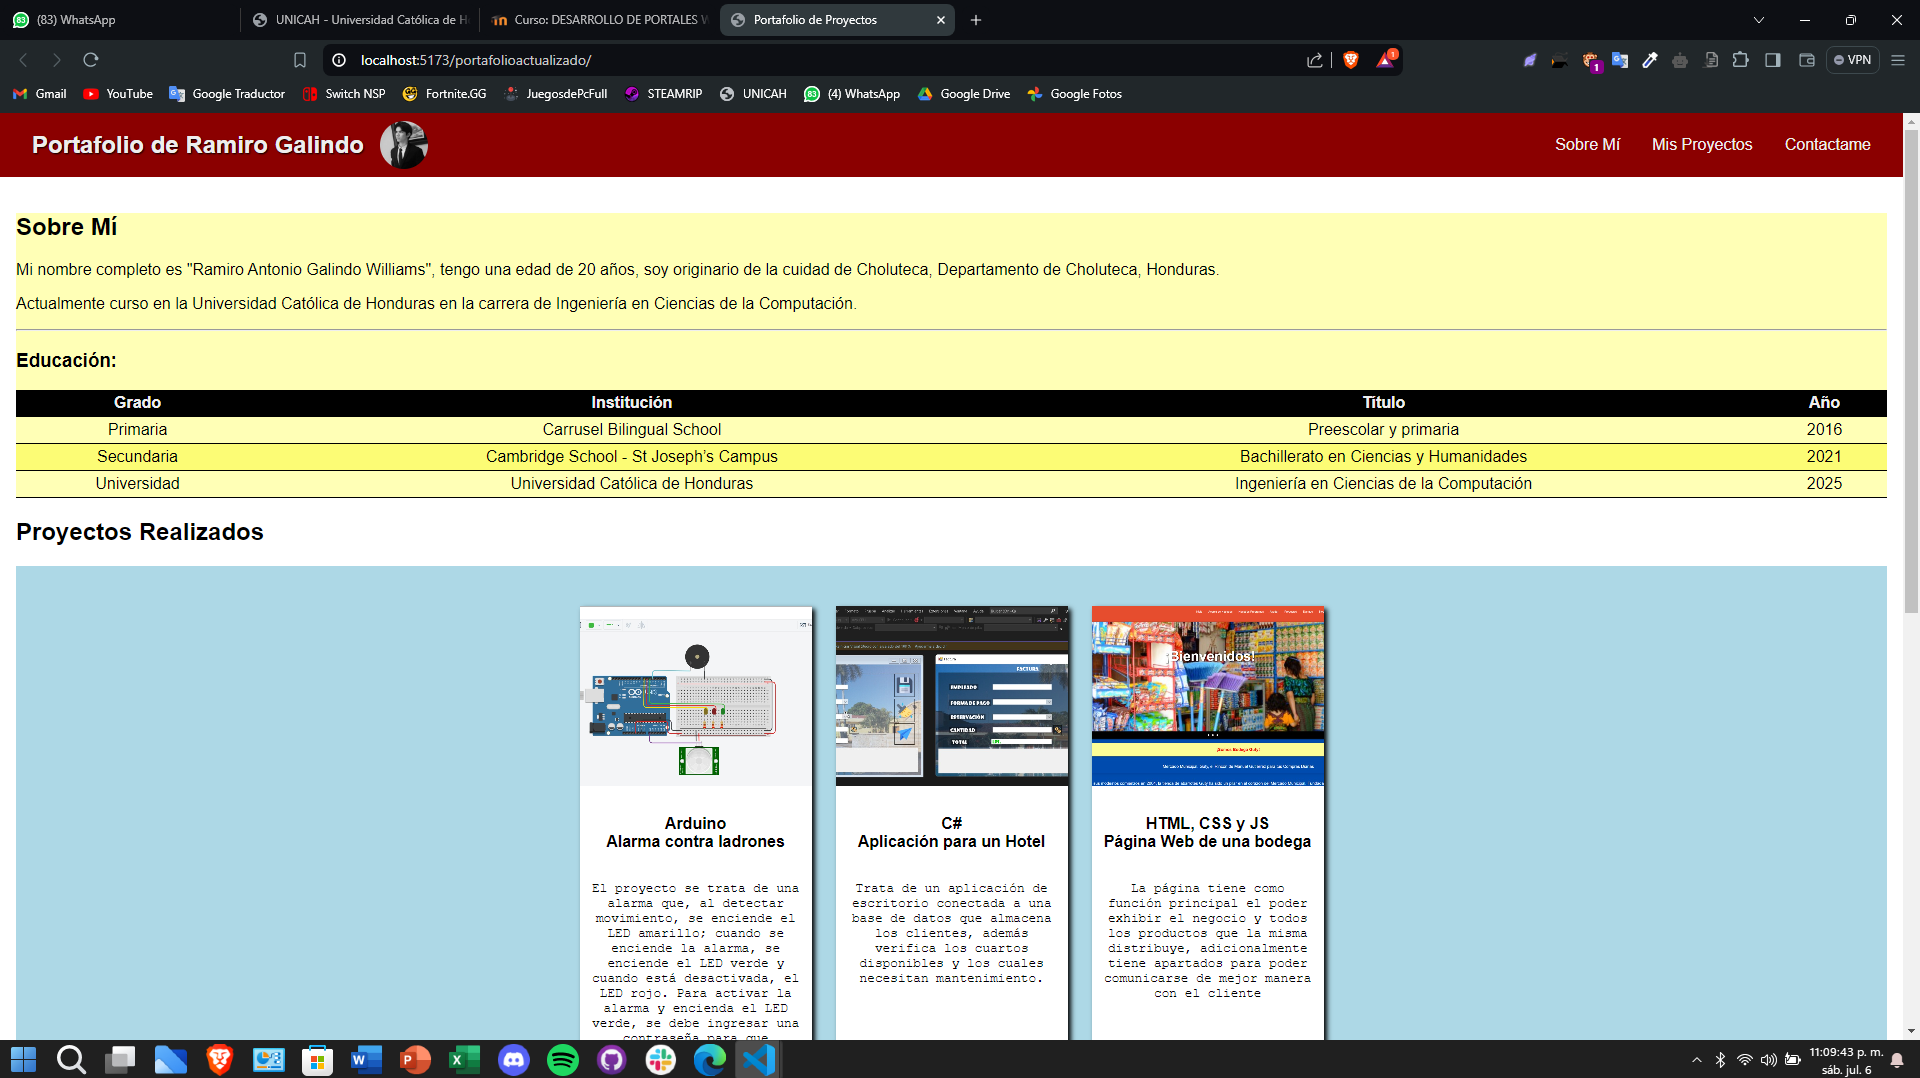 (83) WhatsApp
UNICAH - Universidad Católica de H
Curso: DESARROLLO DE PORTALES W
Portafolio de Proyectos
localhost:5173/portafolioactualizado/
1
1
VPN
Gmail
YouTube
Google Traductor
Switch NSP
Fortnite.GG
JuegosdePcFull
STEAMRIP
UNICAH
(4) WhatsApp
Google Drive
Google Fotos
Portafolio de Ramiro Galindo
Sobre Mí
Mis Proyectos
Contactame
Sobre Mí
Mi nombre completo es "Ramiro Antonio Galindo Williams", tengo una edad de 20 años, soy originario de la cuidad de Choluteca, Departamento de Choluteca, Honduras.
Actualmente curso en la Universidad Católica de Honduras en la carrera de Ingeniería en Ciencias de la Computación.
Educación:
Grado Institución Título Año
Primaria Carrusel Bilingual School Preescolar y primaria 2016
Secundaria Cambridge School - St Joseph's Campus Bachillerato en Ciencias y Humanidades 2021
Universidad Universidad Católica de Honduras Ingeniería en Ciencias de la Computación 2025
Proyectos Realizados
FACTURA
EMPLEADO
FORMA DE PAGO
RESERVACIÓN
CANTIDAD
TOTAL
¡Bienvenidos!
Arduino
Alarma contra ladrones
El proyecto se trata de una
alarma que, al detectar
movimiento, se enciende el
LED amarillo; cuando se
enciende la alarma, se
enciende el LED verde y
cuando está desactivada, el
LED rojo. Para activar la
alarma y encienda el LED
verde, se debe ingresar una
contraseña para que
C#
Aplicación para un Hotel
Trata de un aplicación de
escritorio conectada a una
base de datos que almacena
los clientes, además
verifica los cuartos
disponibles y los cuales
necesitan mantenimiento.
HTML, CSS y JS
Página Web de una bodega
La página tiene como
función principal el poder
exhibir el negocio y todos
los productos que la misma
distribuye, adicionalmente
tiene apartados para poder
comunicarse de mejor manera
con el cliente
11:09:43 p. m.
sáb. jul. 6